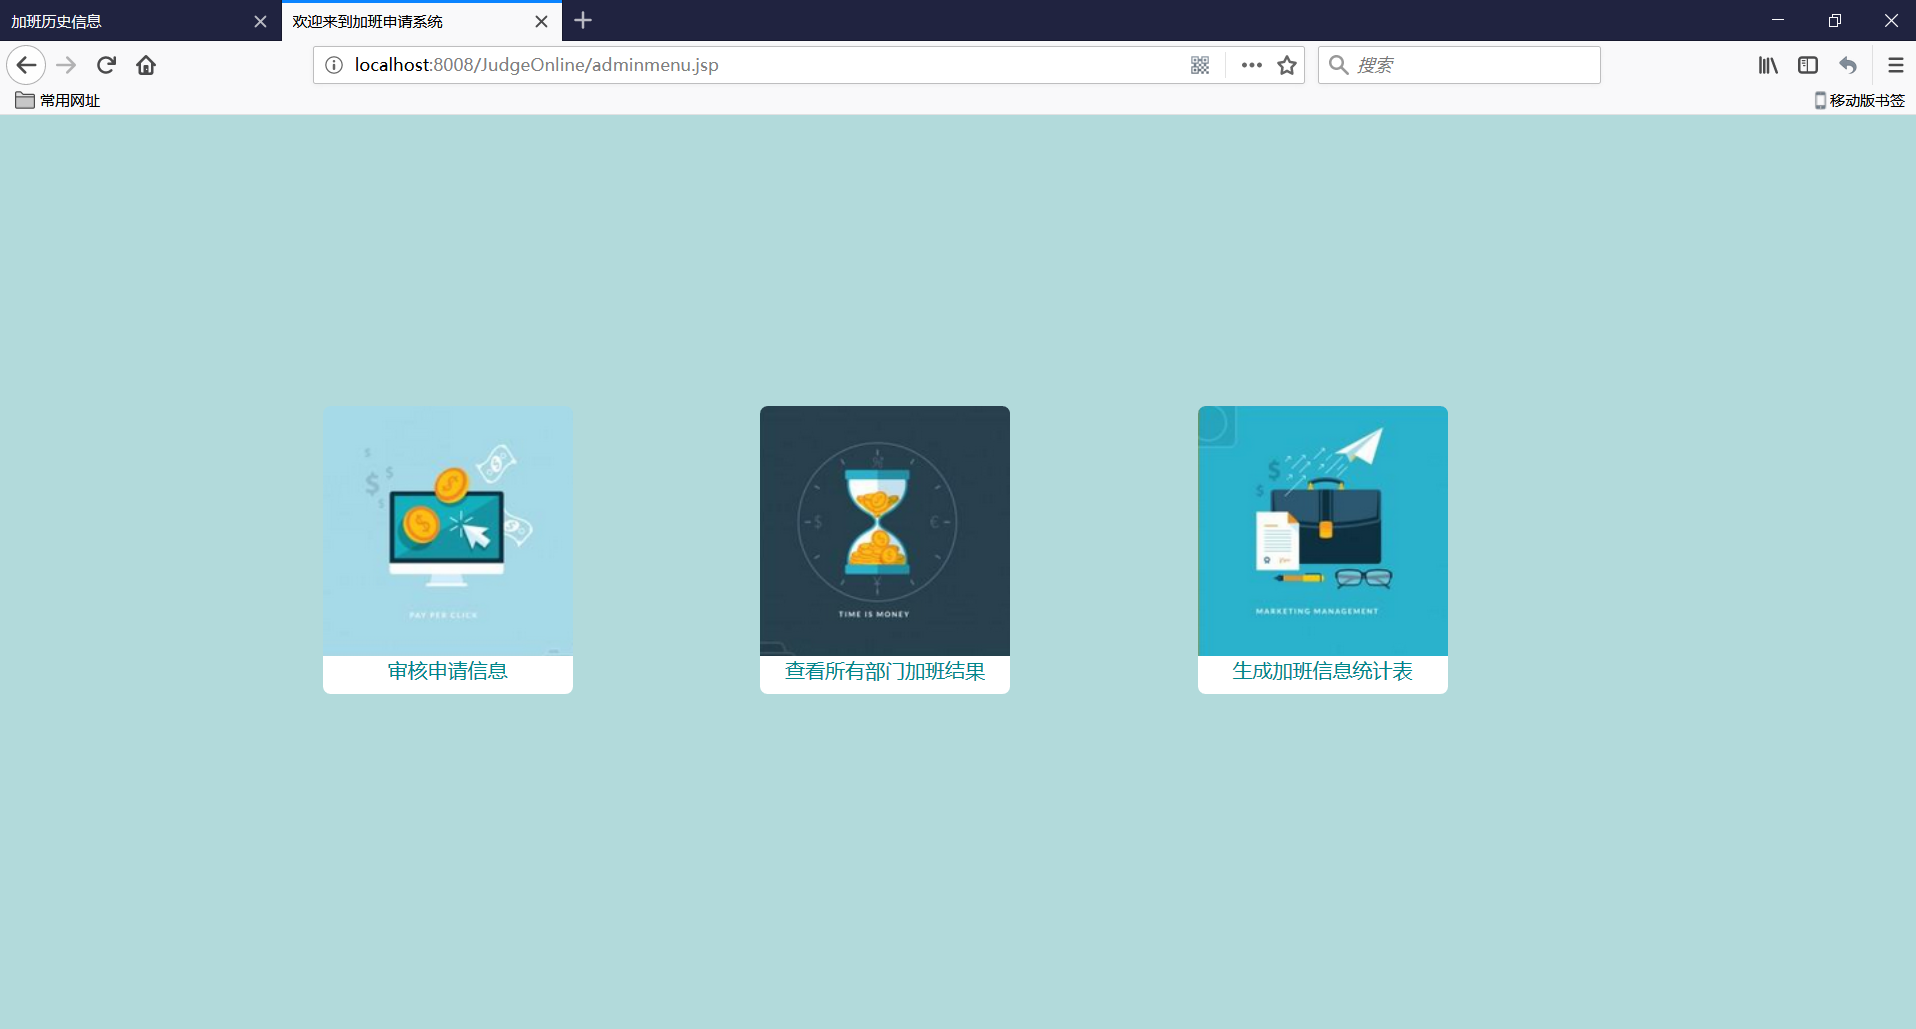 加班历史信息
欢迎来到加班申请系统
localhost:8008/JudgeOnline/adminmenu.jsp
搜索
常用网址
移动版书签
PAY PER CLICK
审核申请信息
TIME IS MONEY
查看所有部门加班结果
MARKETING MANAGEMENT
生成加班信息统计表